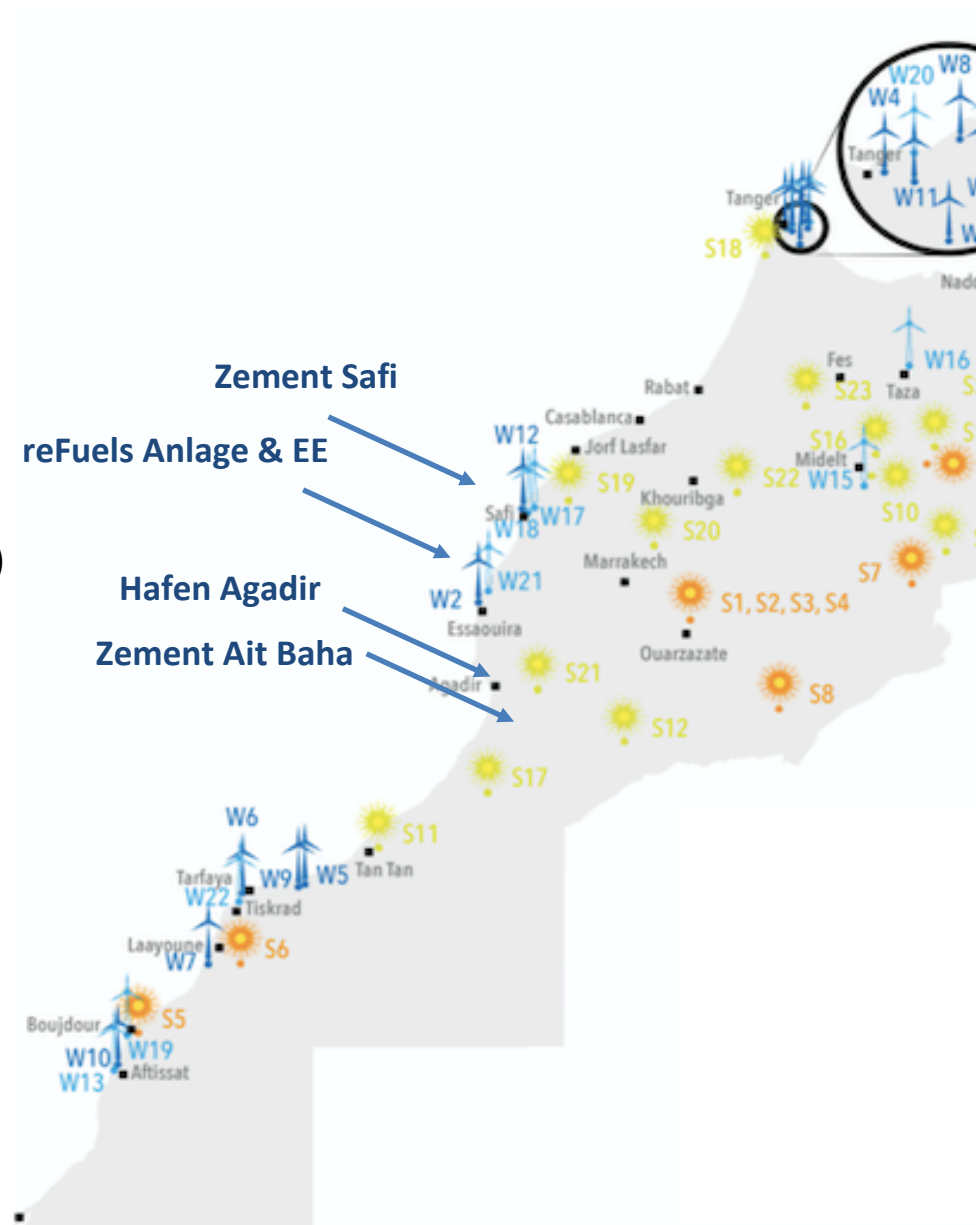 W20
W8
W4
Tanger
W11
Tanger
S18
W16
Fes
Taza
S23
Zement Safi
Rabat
Casablanca
W12
reFuels Anlage & EE
Jorf Lasfar
S16
Midelt
W15
S19
S22
Khouribga
Safi
W17
W18
S20
S10
Marrakech
S7
Hafen Agadir
W21
W2
Essaouira
S1, S2, S3, S4
Ouarzazate
Zement Ait Baha
S21
Agadir
S8
S12
S17
W6
S11
Tan Tan
Tarfaya
W9
W5
W22
Tiskrad
Laayoune
W7
S6
S5
Boujdour
W19
W10
W13
Aftissat